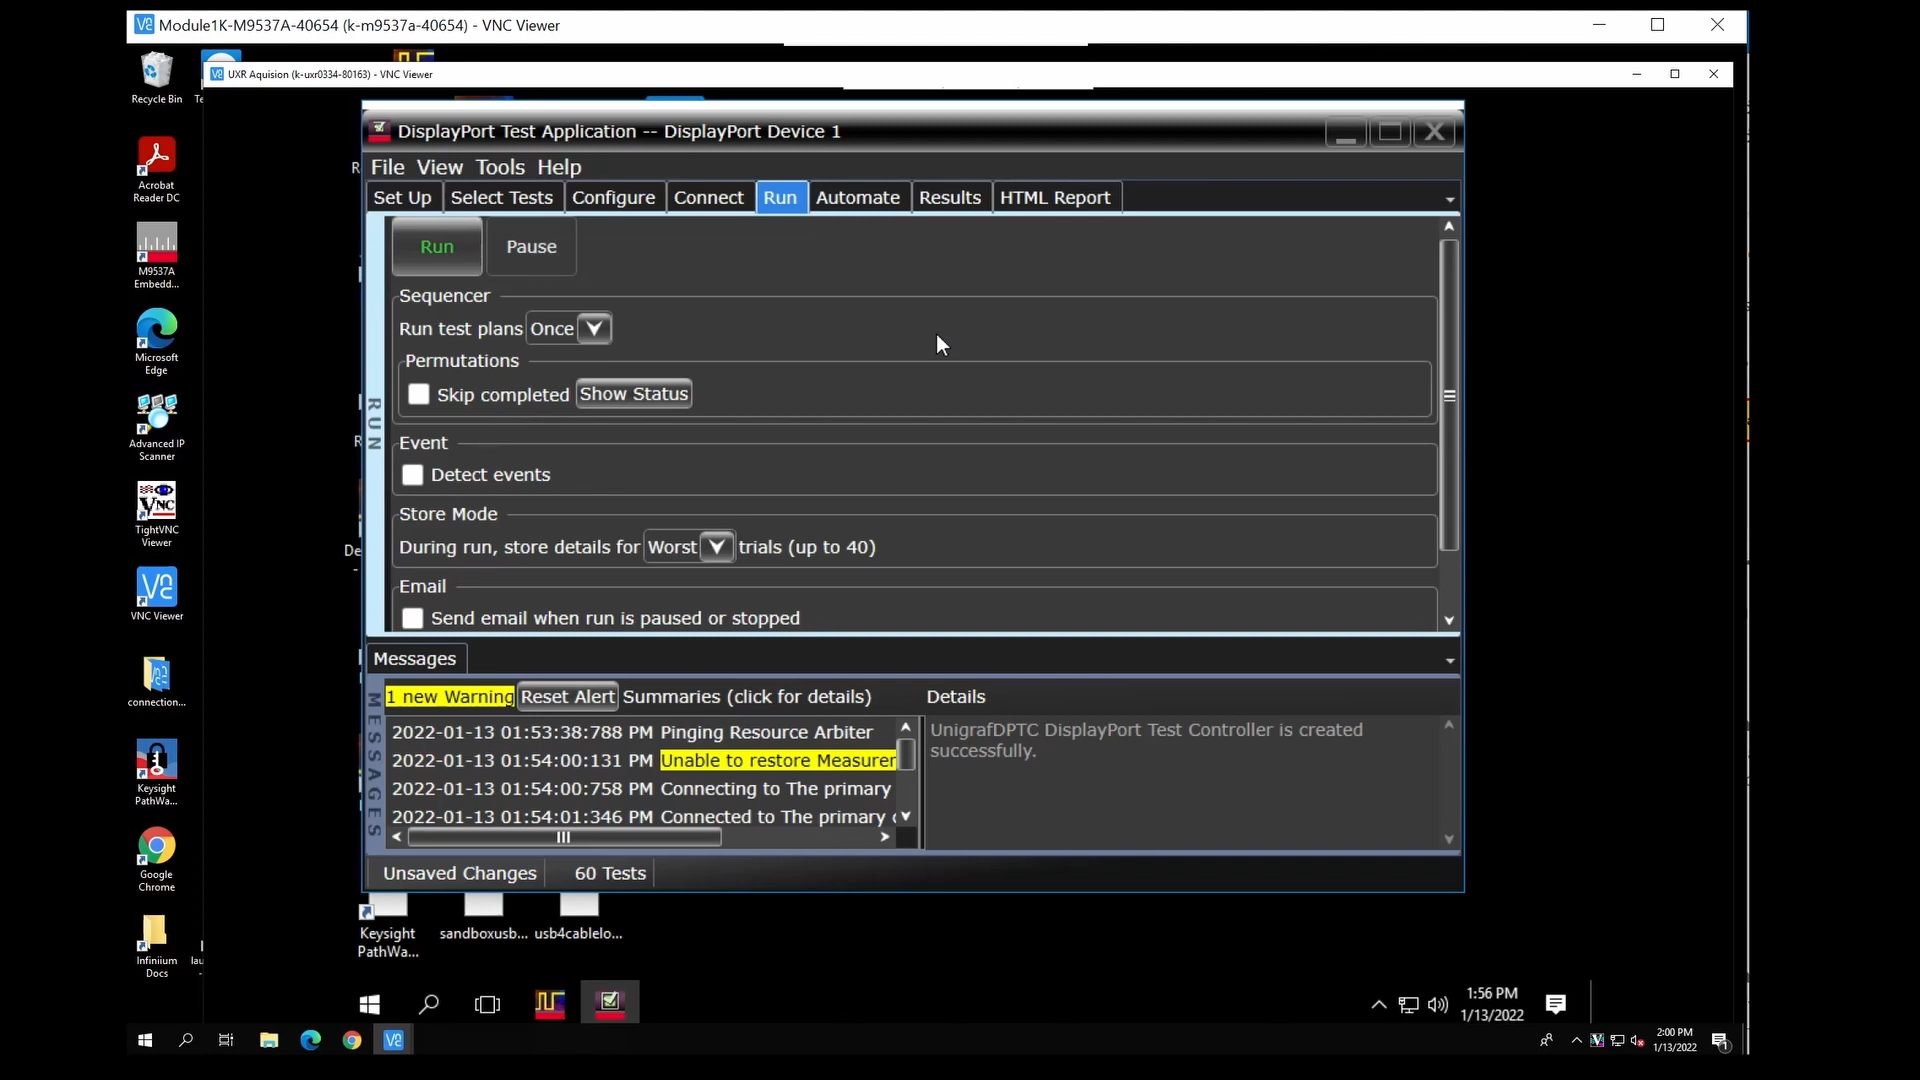 Module1K-M9537A-40654 (k-m9537a-40654) - VNC Viewer
UXR Aquision (k-uxr0334-80163) - VNC Viewer
Recycle Bin
Acrobat
Reader DC
M9537A
Embedd...
Microsoft
Edge
Advanced IP
Scanner
TightVNC
Viewer
VNC Viewer
connection...
Keysight
PathWa...
Google
Chrome
Infiniium
Docs
DisplayPort Test Application -- DisplayPort Device 1
File View Tools Help
Set Up Select Tests Configure Connect Run Automate Results HTML Report
RUN
Run Pause
Sequencer
Run test plans Once
Permutations
Skip completed Show Status
Event
Detect events
Store Mode
During run, store details for Worst trials (up to 40)
Email
Send email when run is paused or stopped
Messages
MESSAGES
1 new Warning Reset Alert Summaries (click for details) Details
2022-01-13 01:53:38:788 PM Pinging Resource Arbiter
2022-01-13 01:54:00:131 PM Unable to restore Measurer
2022-01-13 01:54:00:758 PM Connecting to The primary
2022-01-13 01:54:01:346 PM Connected to The primary
UnigrafDPTC DisplayPort Test Controller is created
successfully.
Unsaved Changes 60 Tests
Keysight
PathWa...
sandboxusb...
usb4cablelo...
1:56 PM
1/13/2022
2:00 PM
1/13/2022